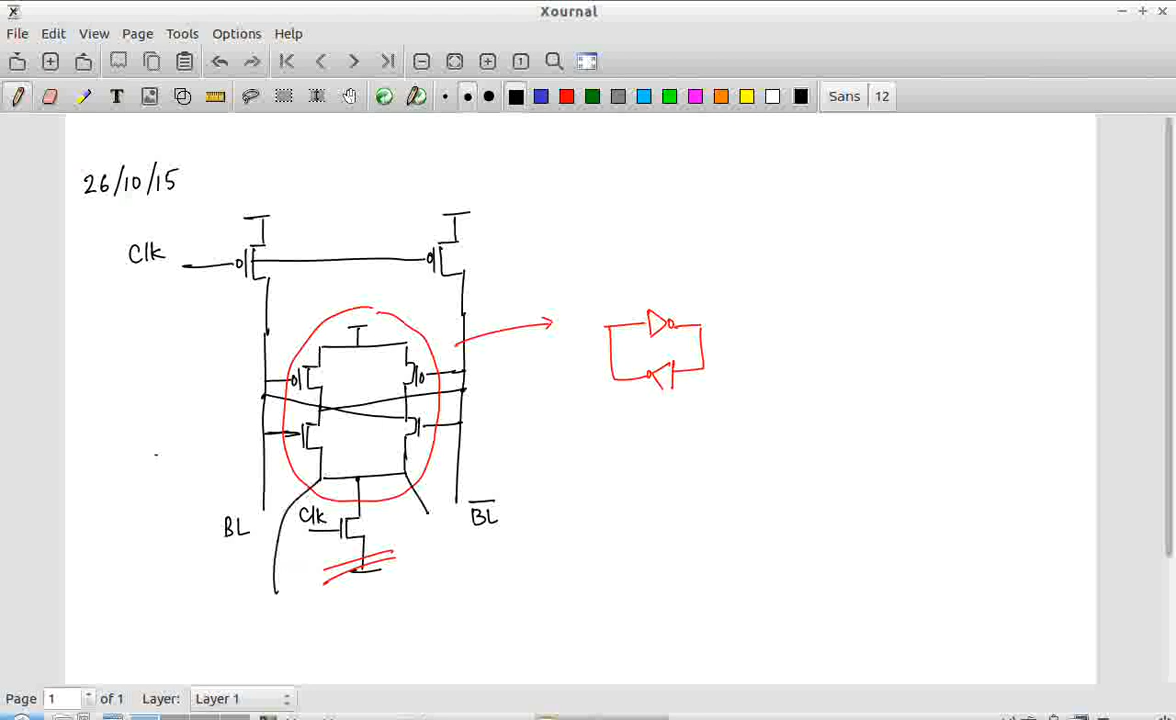 Xournal
File Edit View Page Tools Options Help
Sans 12
26/10/15
Clk
Clk
BL
B̅L̅
Page 1 of 1 Layer: Layer 1